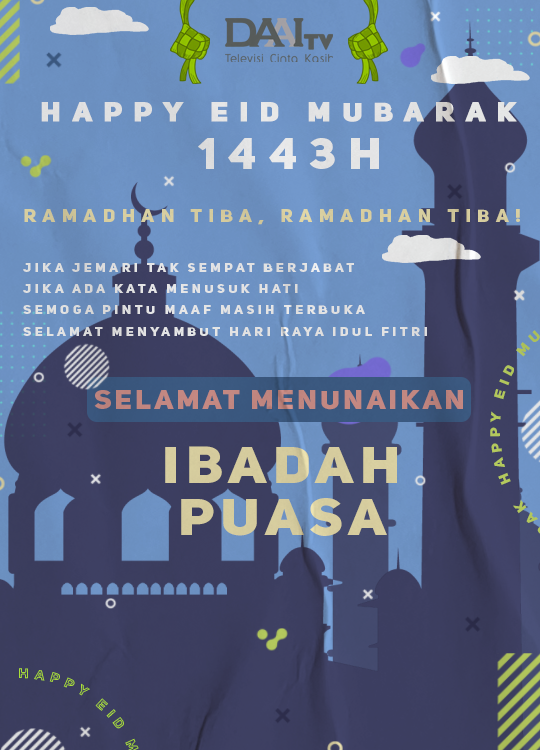 DAAI TV
Televisi Cinta Kasih
HAPPY EID MUBARAK
1443H
RAMADHAN TIBA, RAMADHAN TIBA!
JIKA JEMARI TAK SEMPAT BERJABAT
JIKA ADA KATA MENUSUK HATI
SEMOGA PINTU MAAF MASIH TERBUKA
SELAMAT MENYAMBUT HARI RAYA IDUL FITRI
SELAMAT MENUNAIKAN
IBADAH
PUASA
HAPPY EID MU
AK
HAPPY EID M